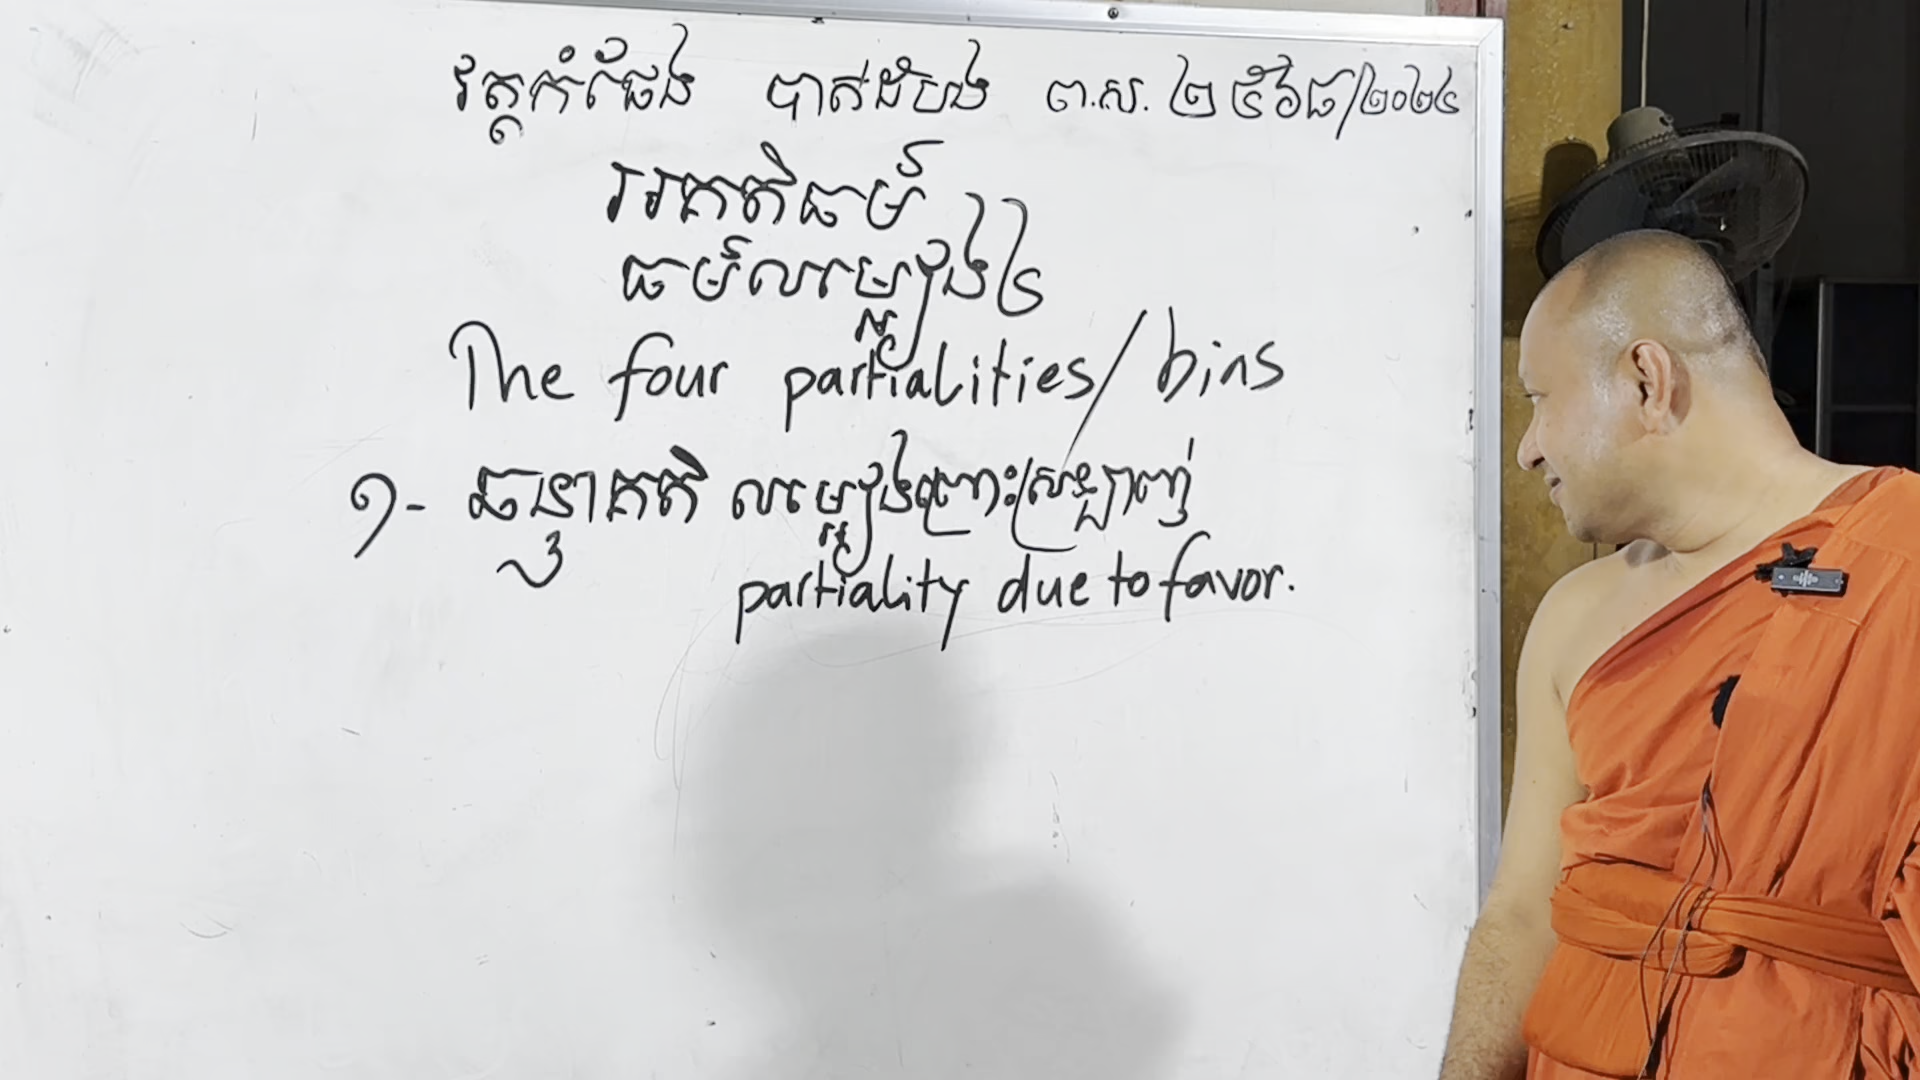 វត្តកំផែង បាត់ដំបង ព.ស. ២៥៦៨/២០២៤
អគតិធម៌
ធម៌លម្អៀង៤
The four partialities/ bias
១- ឆន្ទាគតិ លម្អៀងព្រោះស្រឡាញ់
partiality due to favor.